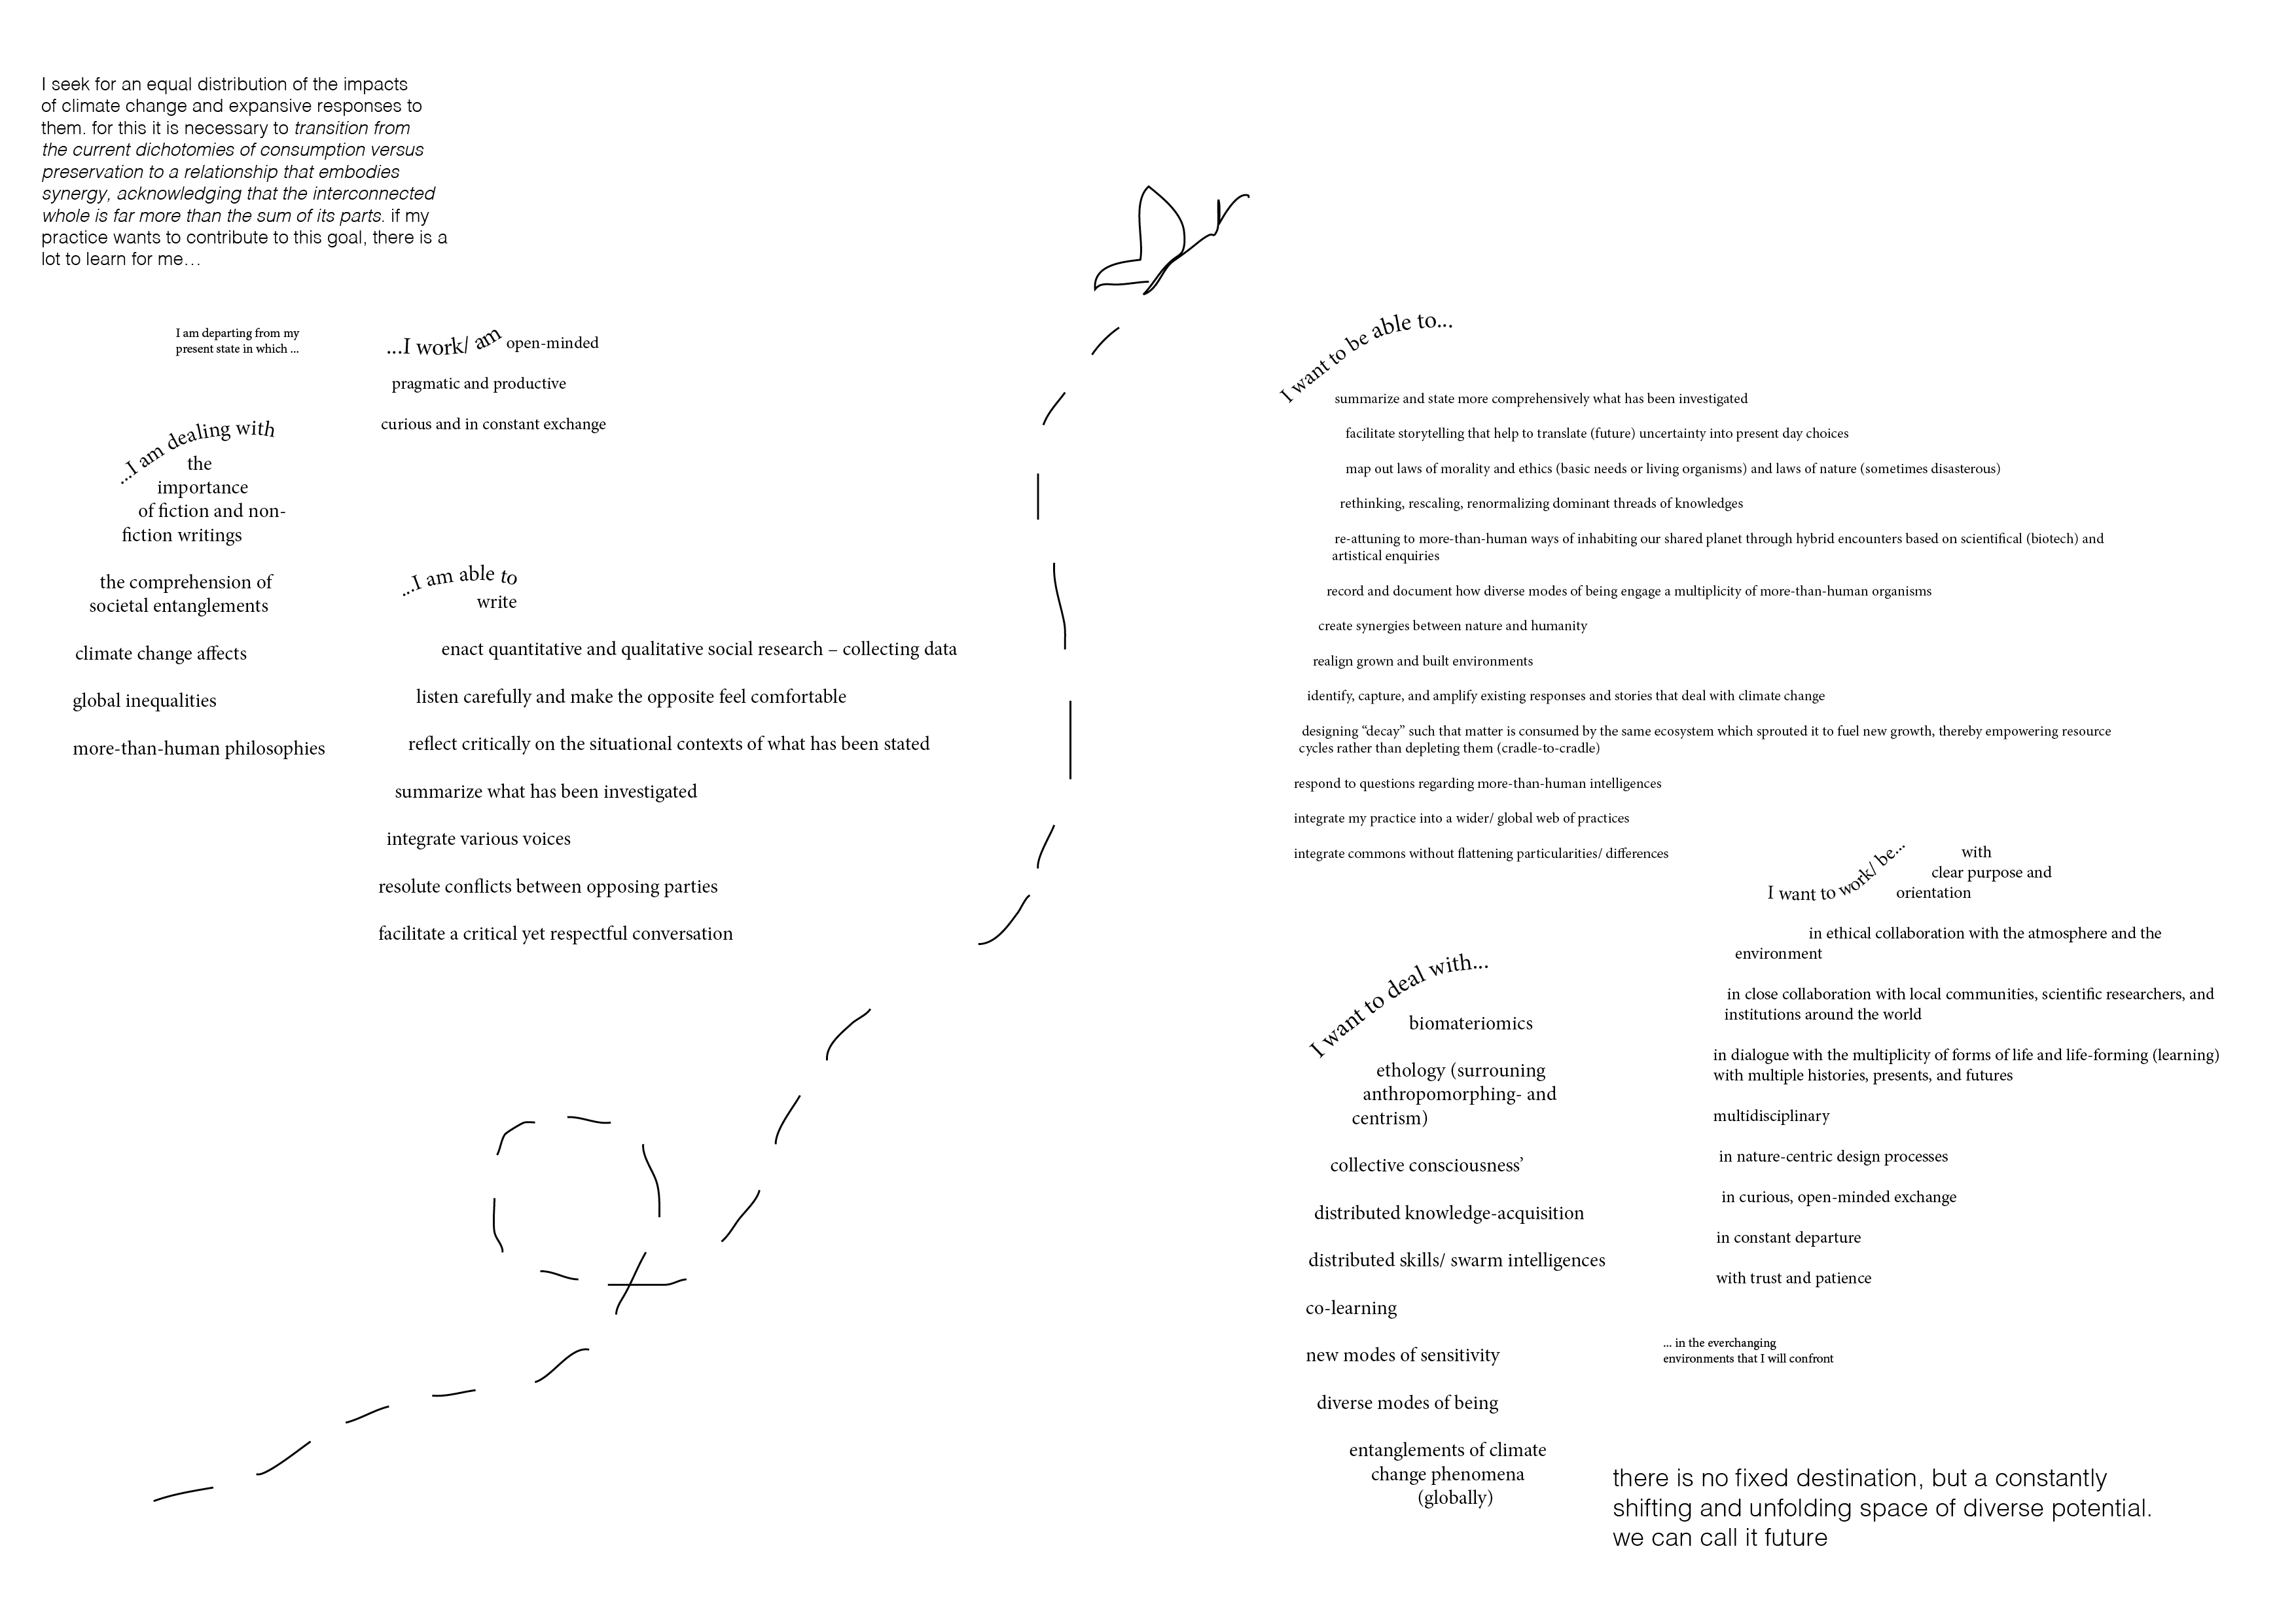 I seek for an equal distribution of the impacts
of climate change and expansive responses to
them. for this it is necessary to transition from
the current dichotomies of consumption versus
preservation to a relationship that embodies
synergy, acknowledging that the interconnected
whole is far more than the sum of its parts. if my
practice wants to contribute to this goal, there is a
lot to learn for me…
I am departing from my
present state in which ...
...I work/ am open-minded
pragmatic and productive
curious and in constant exchange
...I am dealing with
the
importance
of fiction and non-
fiction writings
the comprehension of
societal entanglements
climate change affects
global inequalities
more-than-human philosophies
...I am able to
write
enact quantitative and qualitative social research – collecting data
listen carefully and make the opposite feel comfortable
reflect critically on the situational contexts of what has been stated
summarize what has been investigated
integrate various voices
resolute conflicts between opposing parties
facilitate a critical yet respectful conversation
I want to be able to...
summarize and state more comprehensively what has been investigated
facilitate storytelling that help to translate (future) uncertainty into present day choices
map out laws of morality and ethics (basic needs or living organisms) and laws of nature (sometimes disasterous)
rethinking, rescaling, renormalizing dominant threads of knowledges
re-attuning to more-than-human ways of inhabiting our shared planet through hybrid encounters based on scientifical (biotech) and
artistical enquiries
record and document how diverse modes of being engage a multiplicity of more-than-human organisms
create synergies between nature and humanity
realign grown and built environments
identify, capture, and amplify existing responses and stories that deal with climate change
designing “decay” such that matter is consumed by the same ecosystem which sprouted it to fuel new growth, thereby empowering resource
cycles rather than depleting them (cradle-to-cradle)
respond to questions regarding more-than-human intelligences
integrate my practice into a wider/ global web of practices
integrate commons without flattening particularities/ differences
I want to work/ be...
with
clear purpose and
orientation
in ethical collaboration with the atmosphere and the
environment
in close collaboration with local communities, scientific researchers, and
institutions around the world
in dialogue with the multiplicity of forms of life and life-forming (learning)
with multiple histories, presents, and futures
multidisciplinary
in nature-centric design processes
in curious, open-minded exchange
in constant departure
with trust and patience
I want to deal with...
biomateriomics
ethology (surrouning
anthropomorphing- and
centrism)
collective consciousness’
distributed knowledge-acquisition
distributed skills/ swarm intelligences
co-learning
new modes of sensitivity
diverse modes of being
entanglements of climate
change phenomena
(globally)
... in the everchanging
environments that I will confront
there is no fixed destination, but a constantly
shifting and unfolding space of diverse potential.
we can call it future